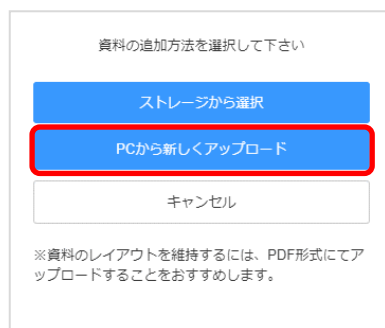 資料の追加方法を選択して下さい
ストレージから選択
PCから新しくアップロード
キャンセル
※資料のレイアウトを維持するには、PDF形式にてア
ップロードすることをおすすめします。